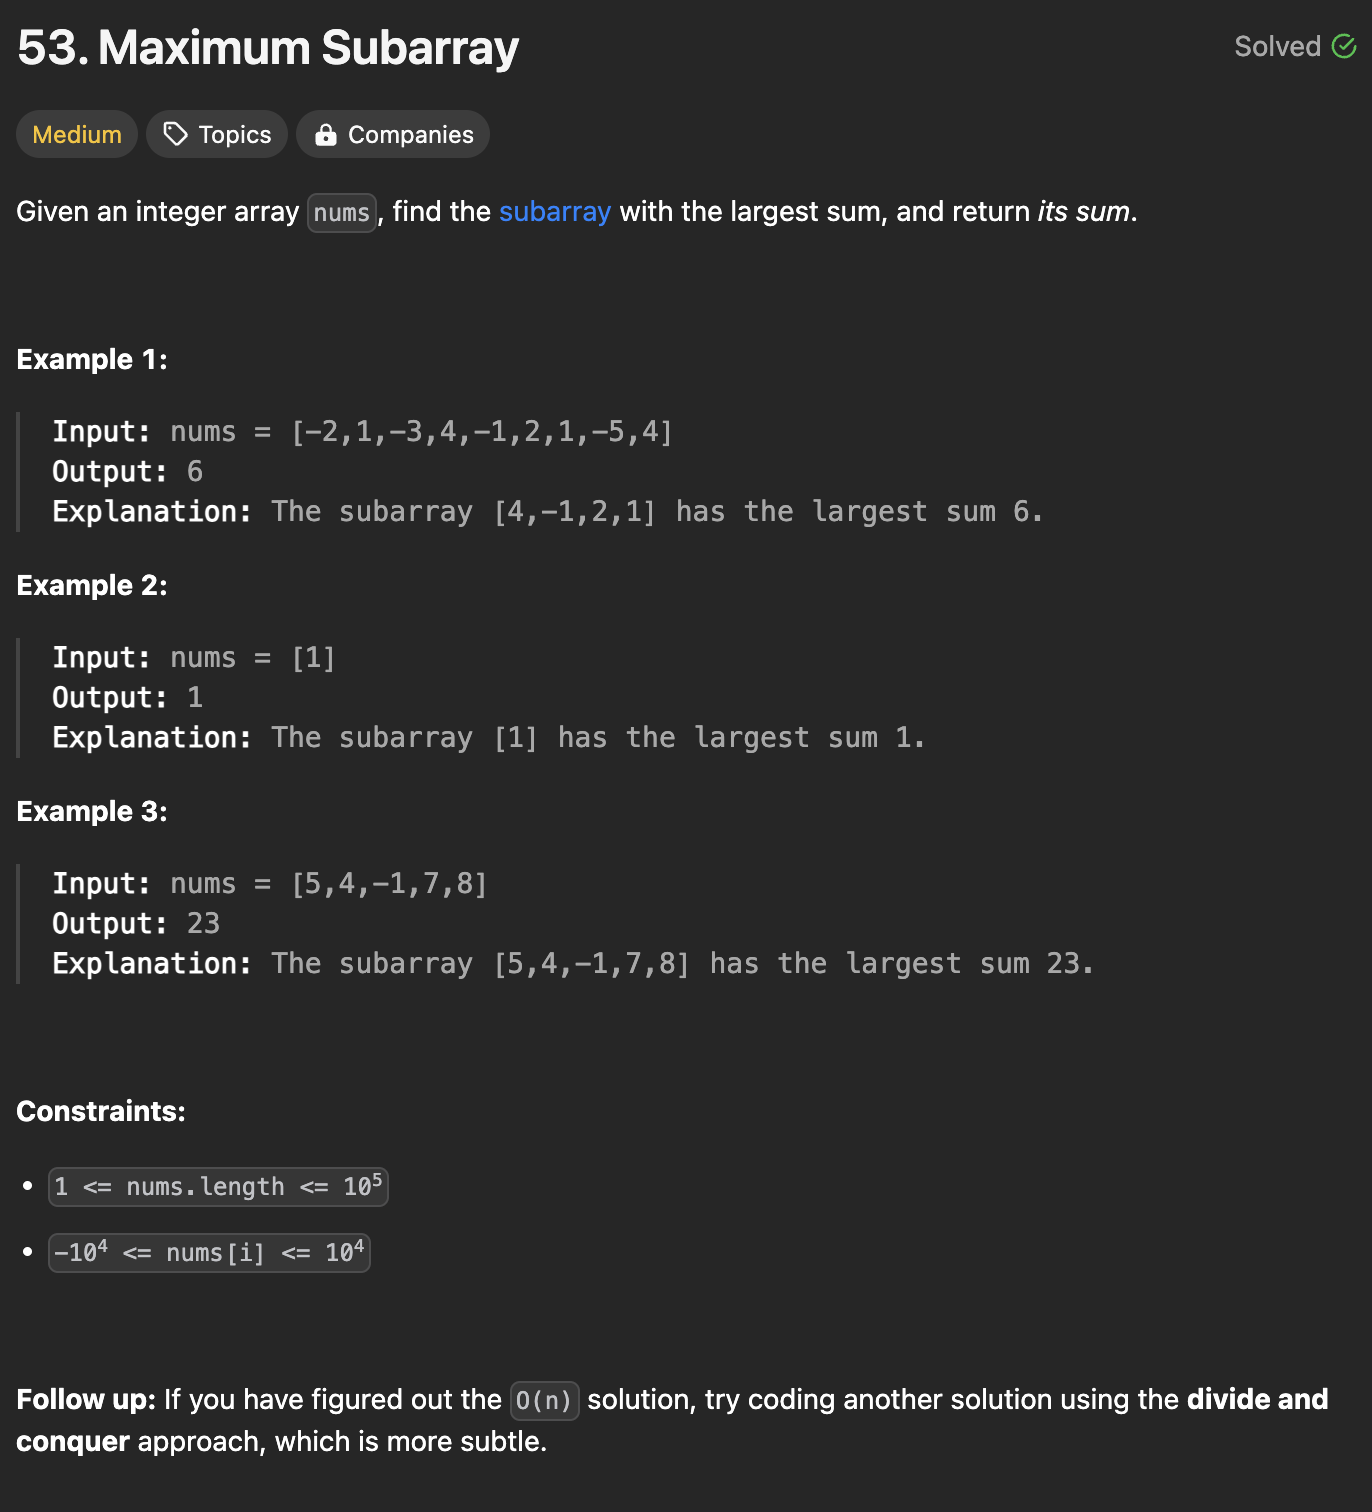 53. Maximum Subarray
Solved
Medium
Topics
Companies
Given an integer array nums, find the subarray with the largest sum, and return its sum.
Example 1:
Input: nums = [-2,1,-3,4,-1,2,1,-5,4]
Output: 6
Explanation: The subarray [4,-1,2,1] has the largest sum 6.
Example 2:
Input: nums = [1]
Output: 1
Explanation: The subarray [1] has the largest sum 1.
Example 3:
Input: nums = [5,4,-1,7,8]
Output: 23
Explanation: The subarray [5,4,-1,7,8] has the largest sum 23.
Constraints:
• 1 <= nums.length <= 10⁵
• -10⁴ <= nums[i] <= 10⁴
Follow up: If you have figured out the O(n) solution, try coding another solution using the divide and
conquer approach, which is more subtle.